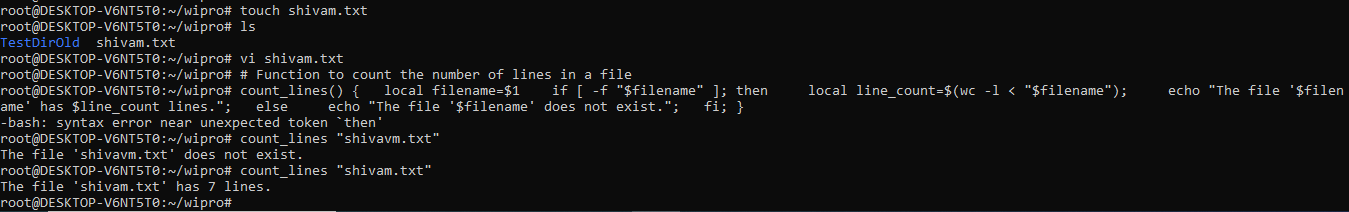 root@DESKTOP-V6NT5T0:~/wipro# touch shivam.txt
root@DESKTOP-V6NT5T0:~/wipro# ls
TestDirOld  shivam.txt
root@DESKTOP-V6NT5T0:~/wipro# vi shivam.txt
root@DESKTOP-V6NT5T0:~/wipro# # Function to count the number of lines in a file
root@DESKTOP-V6NT5T0:~/wipro# count_lines() {   local filename=$1   if [ -f "$filename" ]; then     local line_count=$(wc -l < "$filename");     echo "The file '$filen
ame' has $line_count lines.";   else     echo "The file '$filename' does not exist.";   fi; }
-bash: syntax error near unexpected token `then'
root@DESKTOP-V6NT5T0:~/wipro# count_lines "shivavm.txt"
The file 'shivavm.txt' does not exist.
root@DESKTOP-V6NT5T0:~/wipro# count_lines "shivam.txt"
The file 'shivam.txt' has 7 lines.
root@DESKTOP-V6NT5T0:~/wipro#